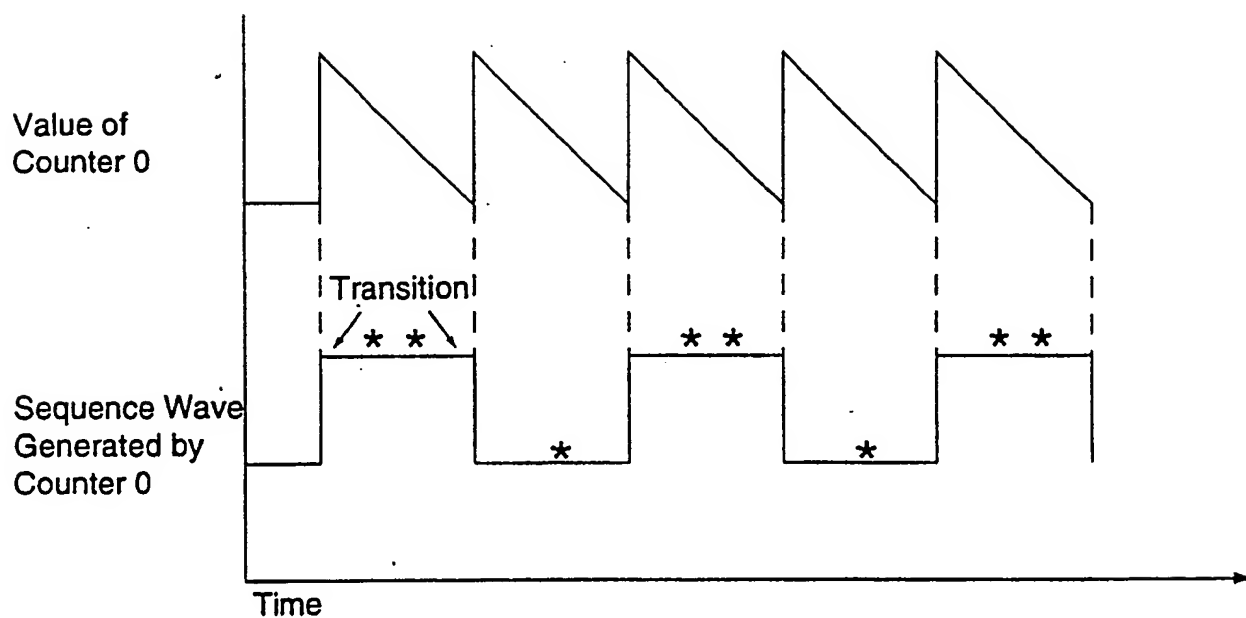 Value of
Counter 0
Transition
* *
* *
* *
Sequence Wave
Generated by
Counter 0
*
*
Time